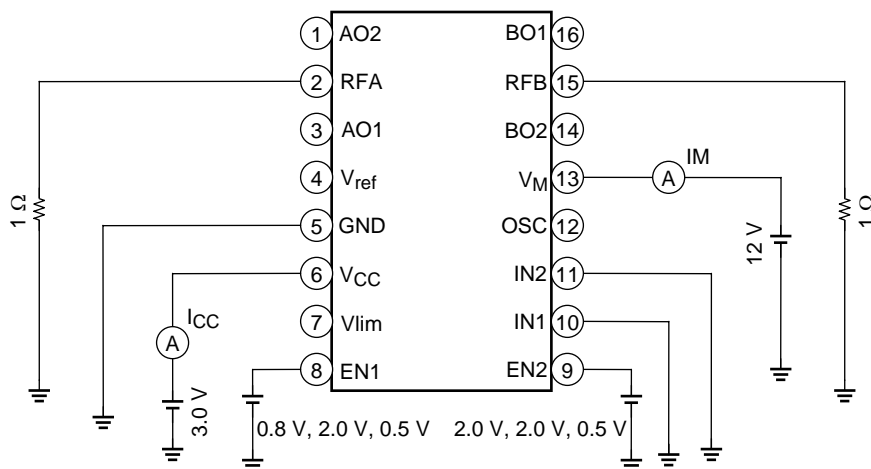 1 AO2 BO1 16
2 RFA RFB 15
3 AO1 BO2 14
IM
4 Vref VM 13 A
1 Ω 1 Ω
5 GND OSC 12
12 V
6 VCC IN2 11
ICC
A
7 Vlim IN1 10
8 EN1 EN2 9
3.0 V
0.8 V, 2.0 V, 0.5 V 2.0 V, 2.0 V, 0.5 V